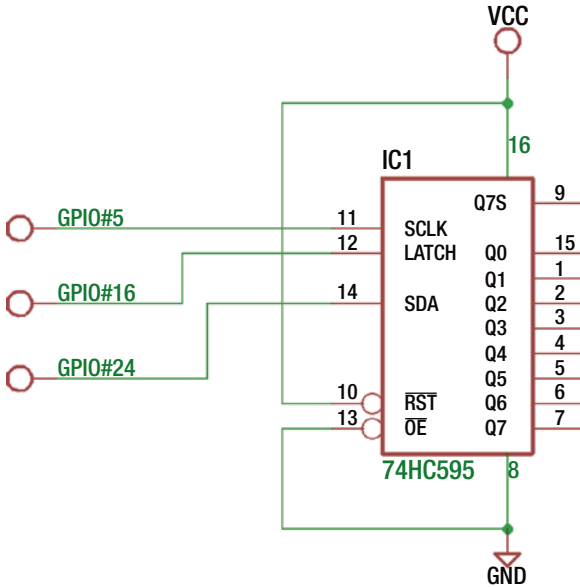 VCC
16
IC1
Q7S 9
GPIO#5 11 SCLK
12 LATCH Q0 15
Q1 1
GPIO#16 14 SDA Q2 2
Q3 3
Q4 4
GPIO#24 Q5 5
10 RST Q6 6
13 OE Q7 7
74HC595 8
GND